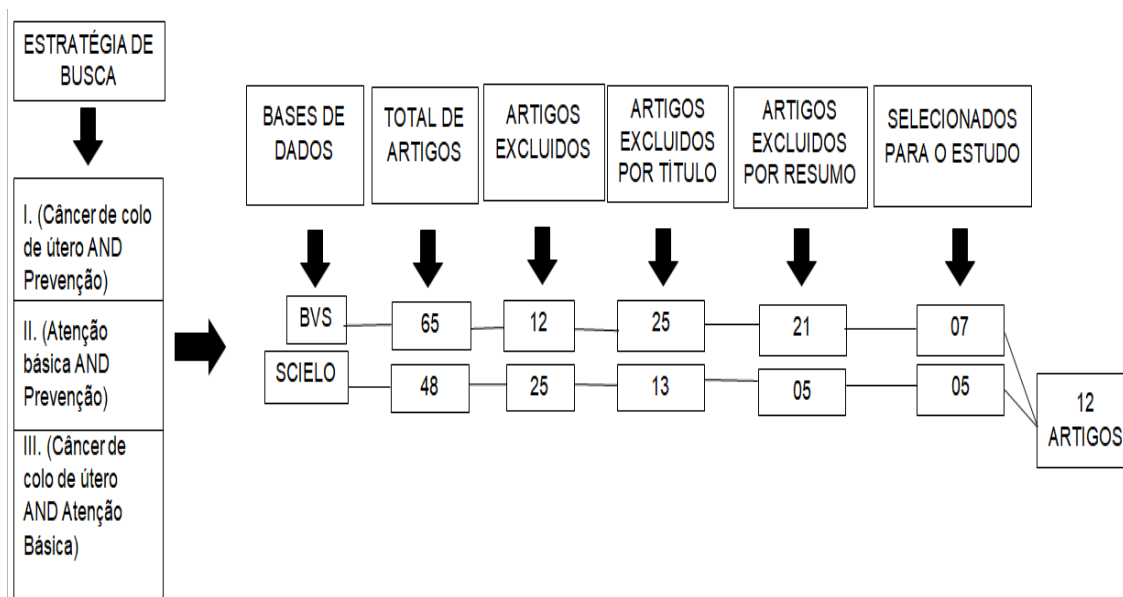 ESTRATÉGIA DE
BUSCA
I. (Câncer de colo
de útero AND
Prevenção)
II. (Atenção
básica AND
Prevenção)
III. (Câncer de
colo de útero
AND Atenção
Básica)
BASES DE
DADOS
TOTAL DE
ARTIGOS
ARTIGOS
EXCLUIDOS
ARTIGOS
EXCLUIDOS
POR TÍTULO
ARTIGOS
EXCLUIDOS
POR RESUMO
SELECIONADOS
PARA O ESTUDO
BVS
65
12
25
21
07
SCIELO
48
25
13
05
05
12
ARTIGOS